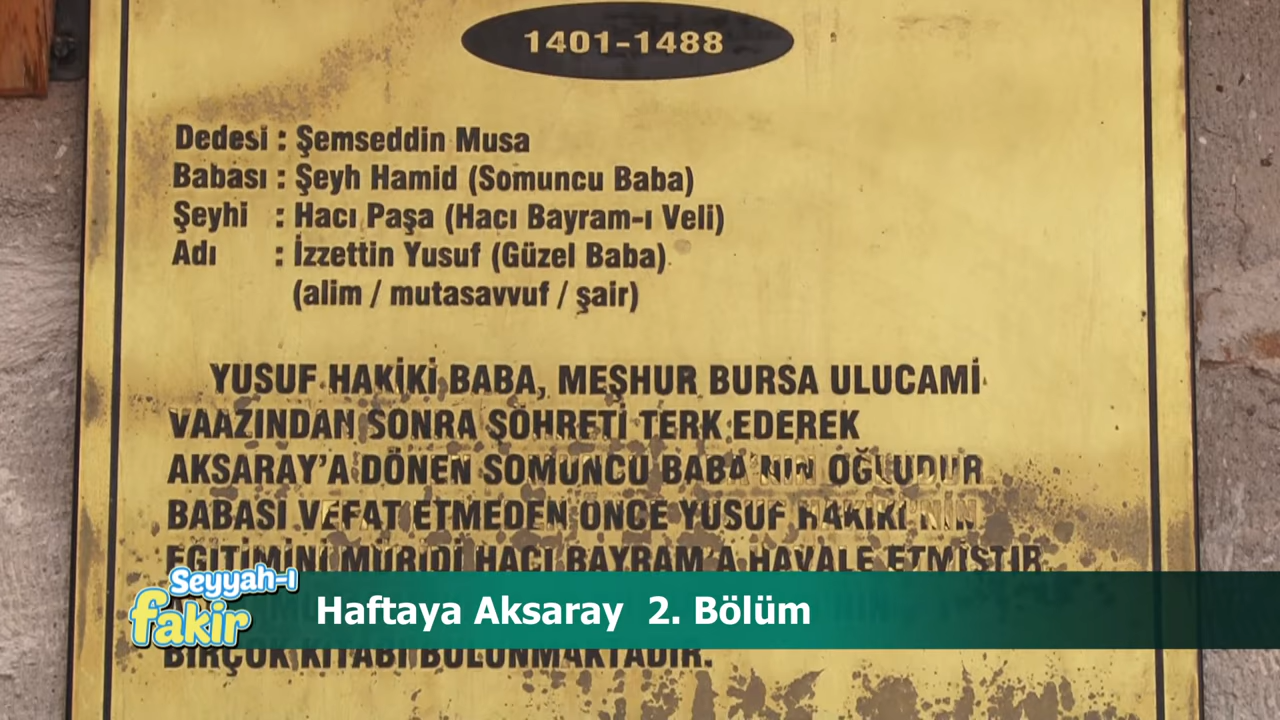 1401-1488
Dedesi : Şemseddin Musa
Babası : Şeyh Hamid (Somuncu Baba)
Şeyhi : Hacı Paşa (Hacı Bayram-ı Veli)
Adı : İzzettin Yusuf (Güzel Baba)
(alim / mutasavvuf / şair)
YUSUF HAKİKİ BABA, MEŞHUR BURSA ULUCAMİ
VAAZINDAN SONRA ŞÖHRETİ TERK EDEREK
AKSARAY'A DÖNEN SOMUNCU BABA'NIN OĞLUDUR
BABASI VEFAT ETMEDEN ÖNCE YUSUF HAKİKİ'NİN
EĞİTİMİNİ MÜRİDİ HACI BAYRAM'A HAVALE ETMİŞTİR
Seyyah-ı
fakir
Haftaya Aksaray 2. Bölüm
BİRÇOK KİTABI BULUNMAKTADIR.